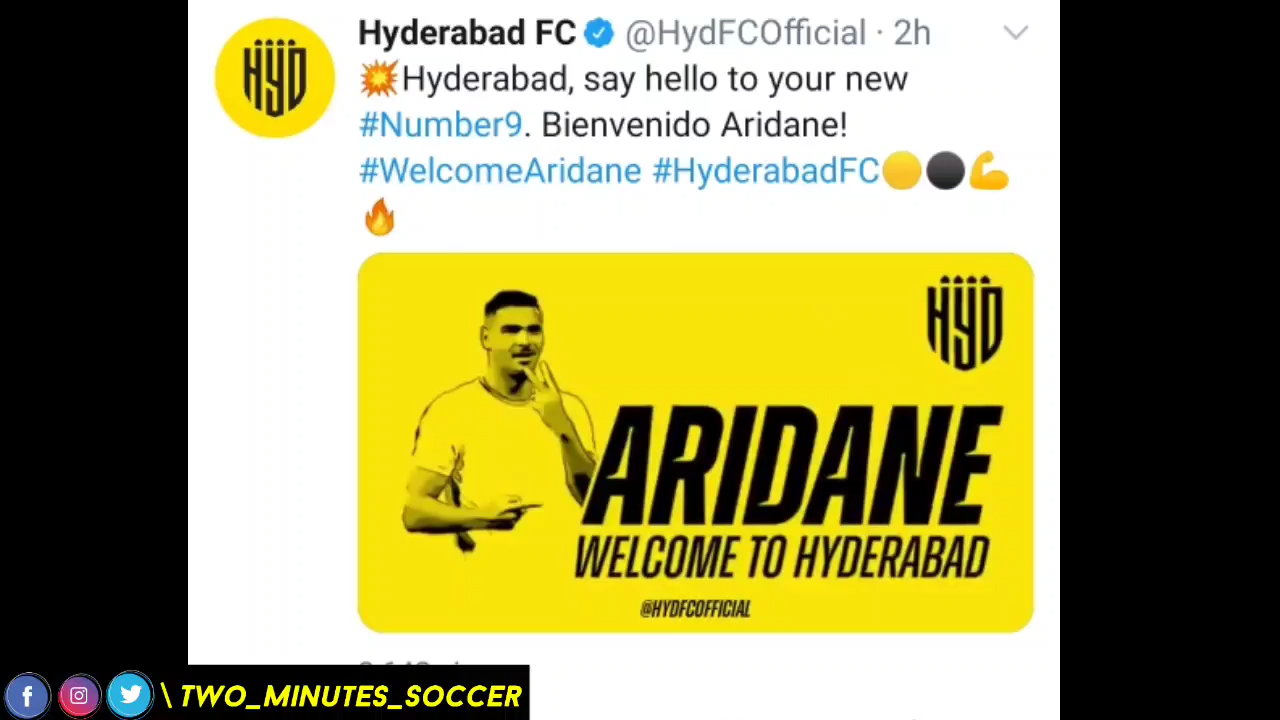 HYD
Hyderabad FC @HydFCOfficial · 2h
💥Hyderabad, say hello to your new
#Number9. Bienvenido Aridane!
#WelcomeAridane #HyderabadFC🟡⚫💪
🔥
HYD
ARIDANE
WELCOME TO HYDERABAD
@HYDFCOFFICIAL
f
\ TWO_MINUTES_SOCCER